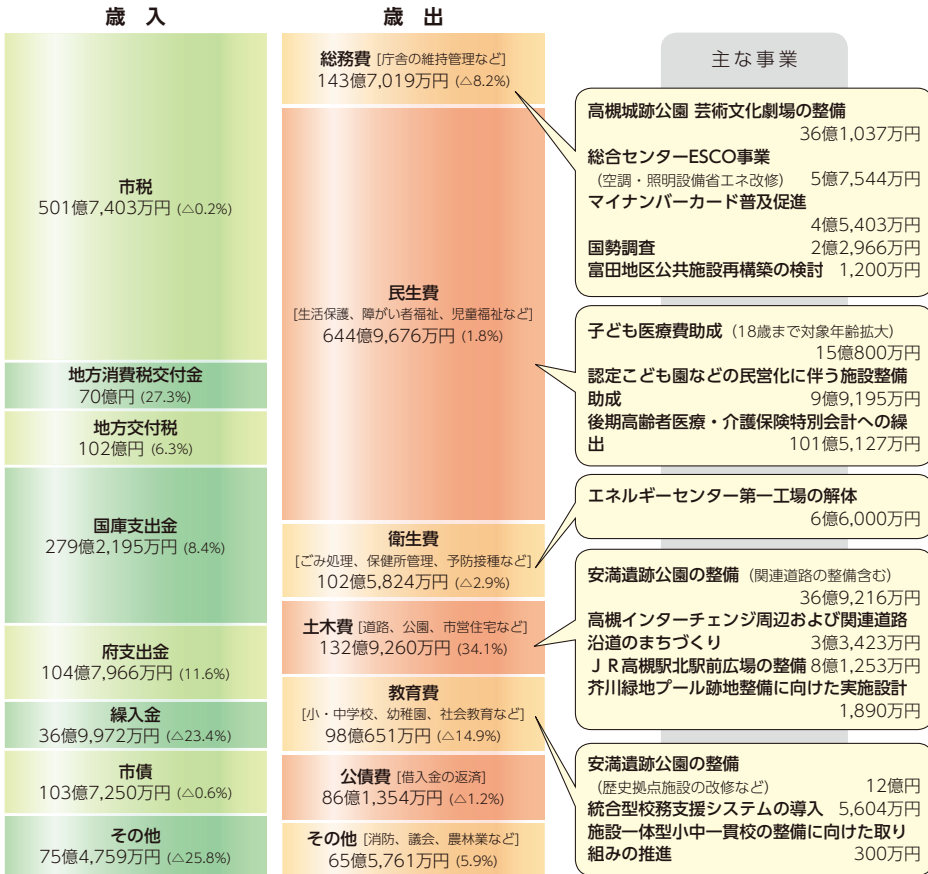 歳 入
市税
501億7,403万円 (△0.2%)
地方消費税交付金
70億円 (27.3%)
地方交付税
102億円 (6.3%)
国庫支出金
279億2,195万円 (8.4%)
府支出金
104億7,966万円 (11.6%)
繰入金
36億9,972万円 (△23.4%)
市債
103億7,250万円 (△0.6%)
その他
75億4,759万円 (△25.8%)
歳 出
総務費 [庁舎の維持管理など]
143億7,019万円 (△8.2%)
民生費
[生活保護、障がい者福祉、児童福祉など]
644億9,676万円 (1.8%)
衛生費
[ごみ処理、保健所管理、予防接種など]
102億5,824万円 (△2.9%)
土木費 [道路、公園、市営住宅など]
132億9,260万円 (34.1%)
教育費
[小・中学校、幼稚園、社会教育など]
98億651万円 (△14.9%)
公債費 [借入金の返済]
86億1,354万円 (△1.2%)
その他 [消防、議会、農林業など]
65億5,761万円 (5.9%)
主な事業
高槻城跡公園 芸術文化劇場の整備
36億1,037万円
総合センターESCO事業
(空調・照明設備省エネ改修) 5億7,544万円
マイナンバーカード普及促進
4億5,403万円
国勢調査 2億2,966万円
富田地区公共施設再構築の検討 1,200万円
子ども医療費助成 (18歳まで対象年齢拡大)
15億800万円
認定こども園などの民営化に伴う施設整備
助成 9億9,195万円
後期高齢者医療・介護保険特別会計への繰
出 101億5,127万円
エネルギーセンター第一工場の解体
6億6,000万円
安満遺跡公園の整備 (関連道路の整備含む)
36億9,216万円
高槻インターチェンジ周辺および関連道路
沿道のまちづくり 3億3,423万円
ＪＲ高槻駅北駅前広場の整備 8億1,253万円
芥川緑地プール跡地整備に向けた実施設計
1,890万円
安満遺跡公園の整備
(歴史拠点施設の改修など) 12億円
統合型校務支援システムの導入 5,604万円
施設一体型小中一貫校の整備に向けた取り
組みの推進 300万円